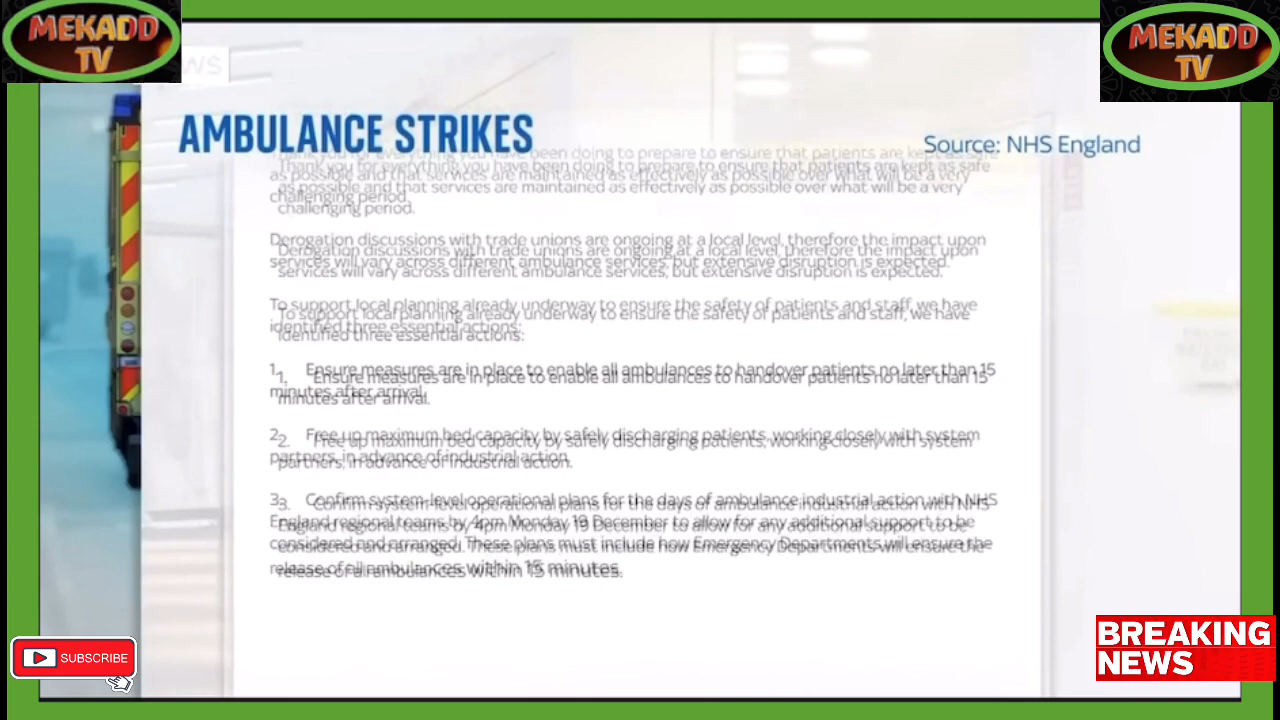 MEKADD
TV
MEKADD
TV
WS
AMBULANCE STRIKES
Source: NHS England
Thank you for everything you have been doing to prepare to ensure that patients are kept as safe
as possible and that services are maintained as effectively as possible over what will be a very
challenging period.
Derogation discussions with trade unions are ongoing at a local level, therefore the impact upon
services will vary across different ambulance services, but extensive disruption is expected.
To support local planning already underway to ensure the safety of patients and staff, we have
identified three essential actions:
1. Ensure measures are in place to enable all ambulances to handover patients no later than 15
minutes after arrival.
2. Free up maximum bed capacity by safely discharging patients, working closely with system
partners, in advance of industrial action.
3. Confirm system-level operational plans for the days of ambulance industrial action with NHS
England regional teams by 4pm Monday 19 December to allow for any additional support to be
considered and arranged. These plans must include how Emergency Departments will ensure the
release of all ambulances within 15 minutes.
SUBSCRIBE
BREAKING
NEWS